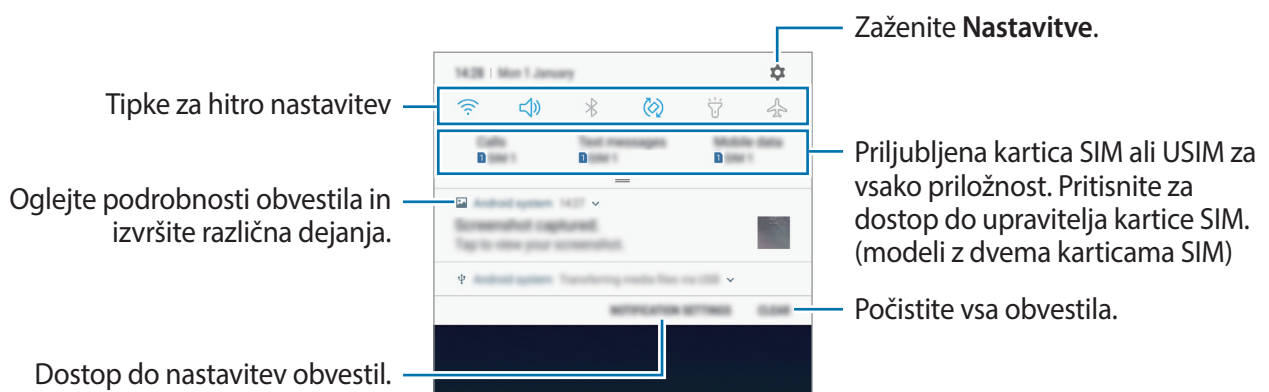 Zaženite Nastavitve.
14:28 | Mon 1 January
Tipke za hitro nastavitev
Calls Text messages Mobile data
1 SIM 1 1 SIM 1 1 SIM 1
Priljubljena kartica SIM ali USIM za
vsako priložnost. Pritisnite za
dostop do upravitelja kartice SIM.
(modeli z dvema karticama SIM)
Oglejte podrobnosti obvestila in
izvršite različna dejanja.
Android system 14:27
Screenshot captured.
Tap to view your screenshot.
Android system Transferring media files via USB
NOTIFICATION SETTINGS CLEAR
Počistite vsa obvestila.
Dostop do nastavitev obvestil.